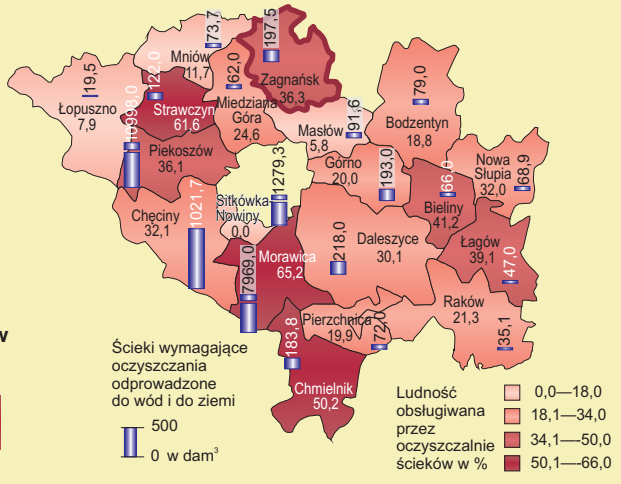 73,7
Mniów
11,7
197,5
Zagnańsk
36,3
62,0
Miedziana
Góra
24,6
19,5
Łopuszno
7,9
122,0
Strawczyn
61,6
10998,0
Piekoszów
36,1
91,6
Masłów
5,8
79,0
Bodzentyn
18,8
Górno
20,0
193,0
66,0
Bieliny
41,2
Nowa
Słupia
32,0
68,9
1279,3
Sitkówka-
Nowiny
0,0
1021,7
Chęciny
32,1
7969,0
Morawica
65,2
218,0
Daleszyce
30,1
Łagów
39,1
47,0
Raków
21,3
35,1
Pierzchnica
19,9
72,0
183,8
Chmielnik
50,2
w
Ścieki wymagające
oczyszczania
odprowadzone
do wód i do ziemi
500
0 w dam³
Ludność
obsługiwana
przez
oczyszczalnie
ścieków w %
0,0—18,0
18,1—34,0
34,1—-50,0
50,1—-66,0